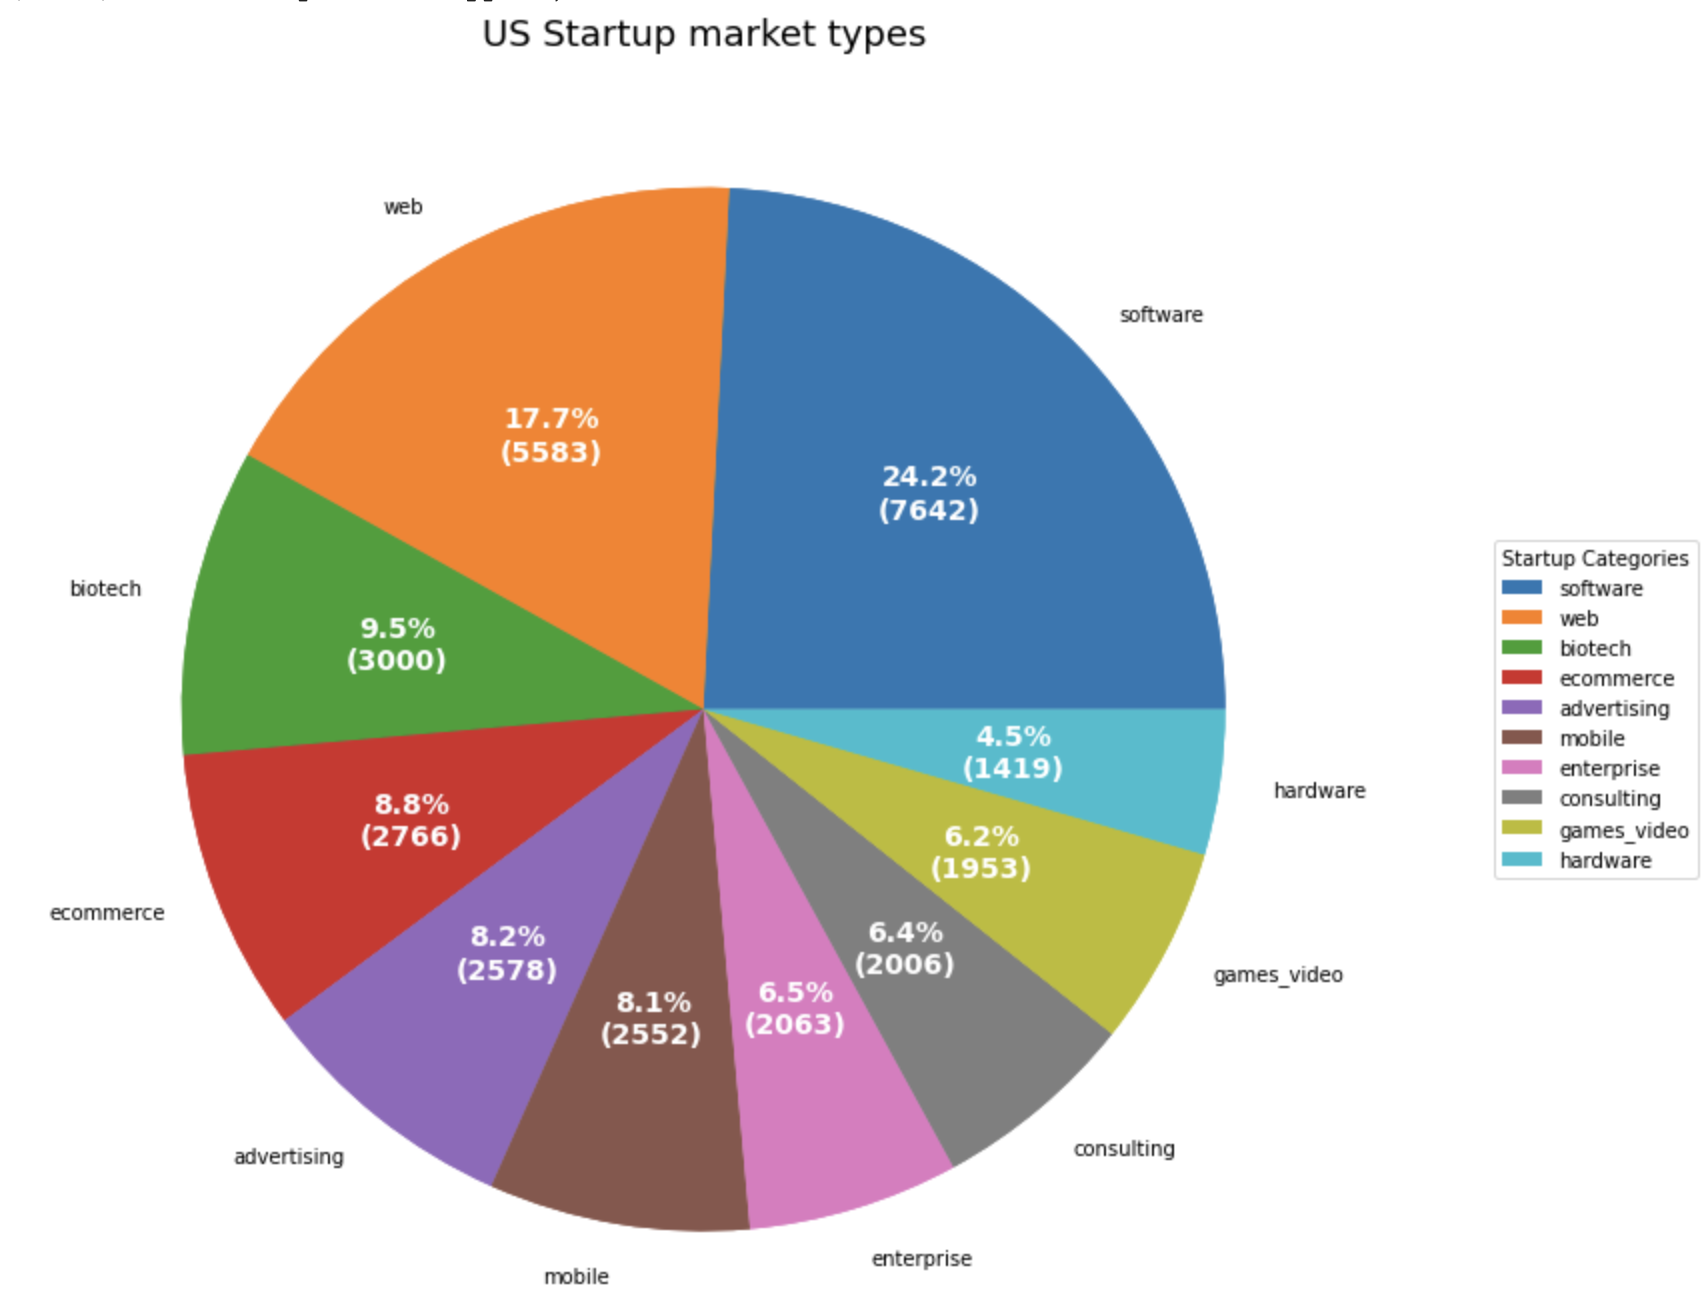 US Startup market types
web
software
17.7%
(5583)
24.2%
(7642)
Startup Categories
software
web
biotech
ecommerce
advertising
mobile
enterprise
consulting
games_video
hardware
biotech
9.5%
(3000)
4.5%
(1419)
hardware
8.8%
(2766)
6.2%
(1953)
ecommerce
8.2%
(2578)
6.4%
(2006)
games_video
8.1%
(2552)
6.5%
(2063)
advertising
consulting
mobile
enterprise